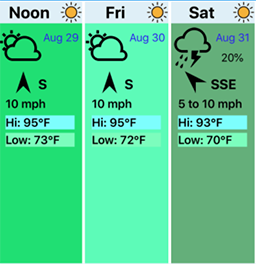 Noon
Aug 29
S
10 mph
Hi: 95°F
Low: 73°F
Fri
Aug 30
S
10 mph
Hi: 95°F
Low: 72°F
Sat
Aug 31
20%
SSE
5 to 10 mph
Hi: 93°F
Low: 70°F